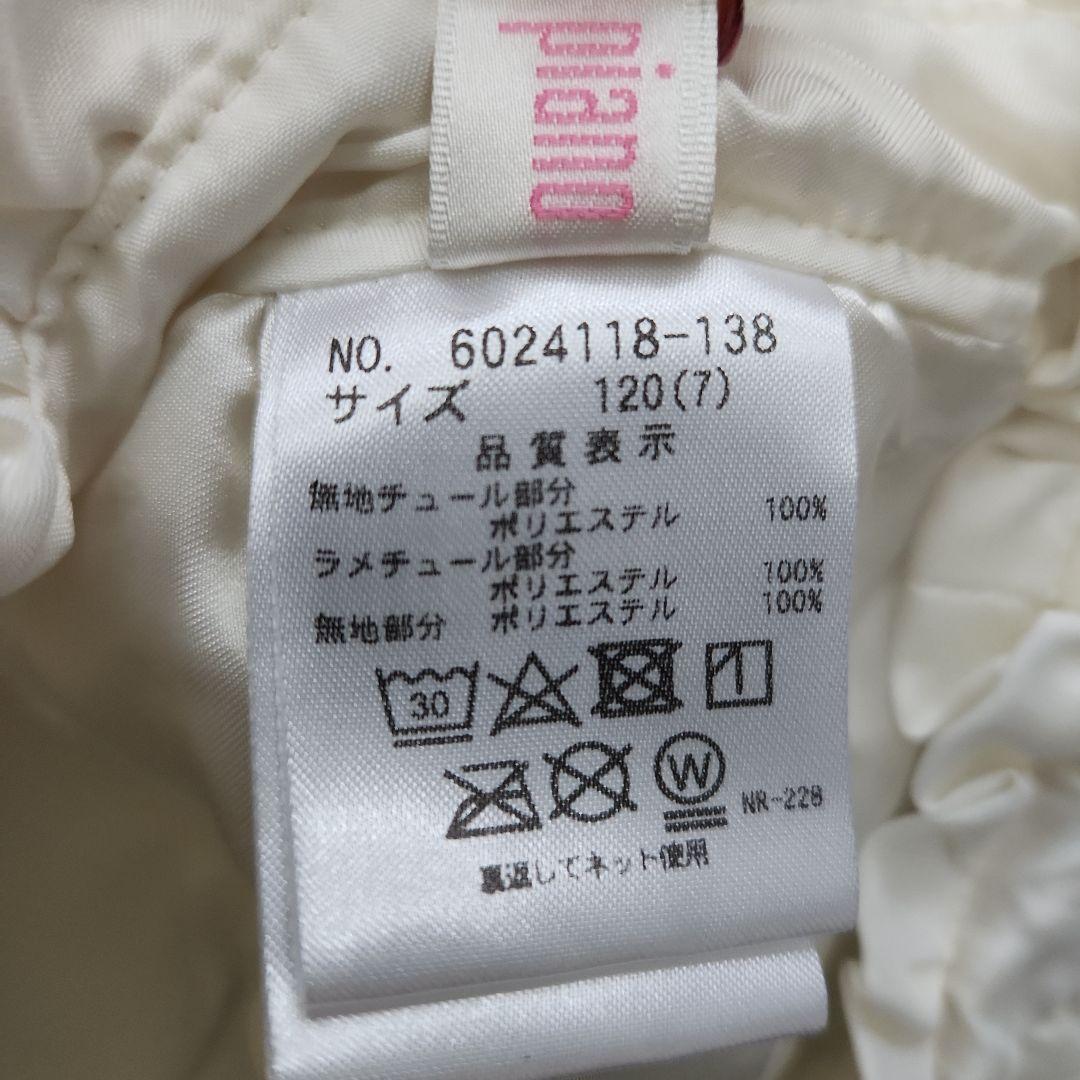 piano
NO. 6024118-138
サイズ 120(7)
品質表示
無地チュール部分
ポリエステル 100%
ラメチュール部分
ポリエステル 100%
無地部分 ポリエステル 100%
30
W
NR-228
裏返してネット使用